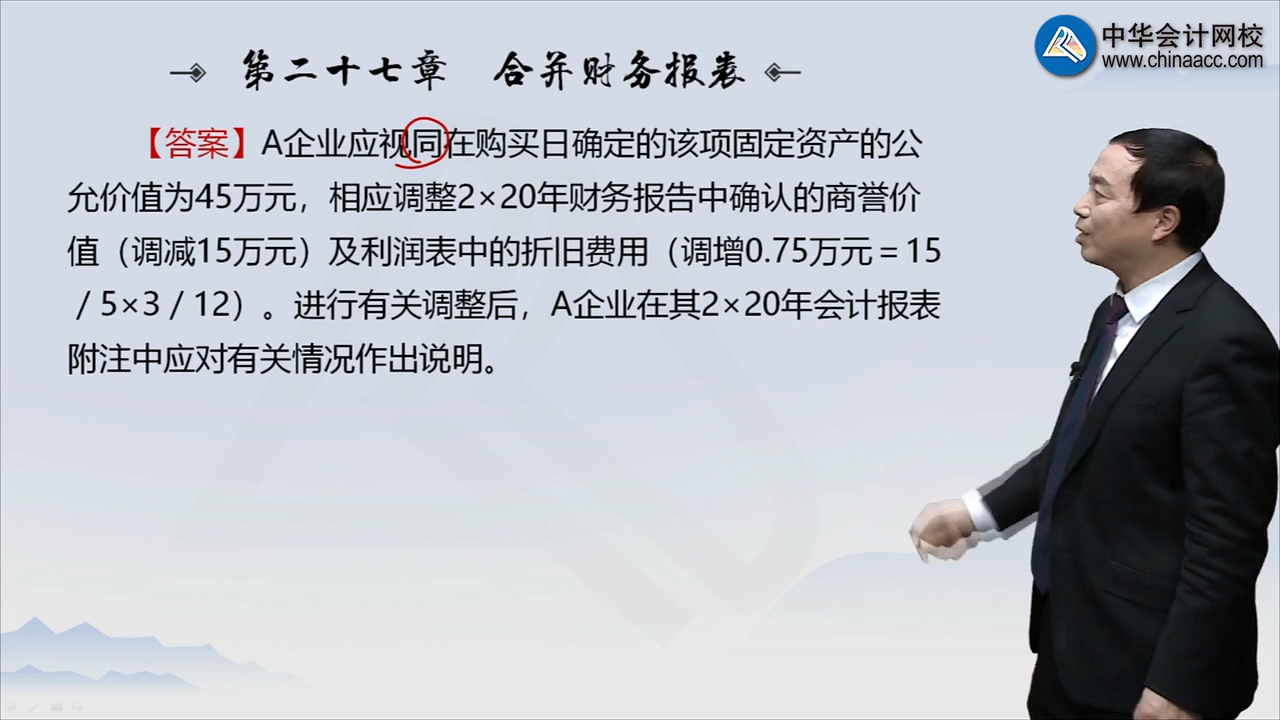 中华会计网校
www.chinaacc.com
第二十七章 合并财务报表
【答案】A企业应视同在购买日确定的该项固定资产的公
允价值为45万元，相应调整2×20年财务报告中确认的商誉价
值（调减15万元）及利润表中的折旧费用（调增0.75万元＝15
／5×3／12）。进行有关调整后，A企业在其2×20年会计报表
附注中应对有关情况作出说明。